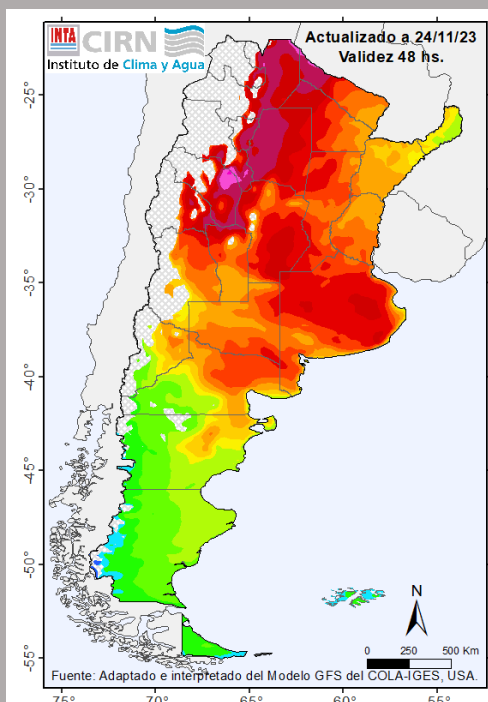 INTA CIRN
Instituto de Clima y Agua
Actualizado a 24/11/23
Validez 48 hs.
-25°
-30°
-35°
-40°
-45°
-50°
-55°
N
0 250 500 Km
Fuente: Adaptado e interpretado del Modelo GFS del COLA-IGES, USA.
-75° -70° -65° -60° -55°